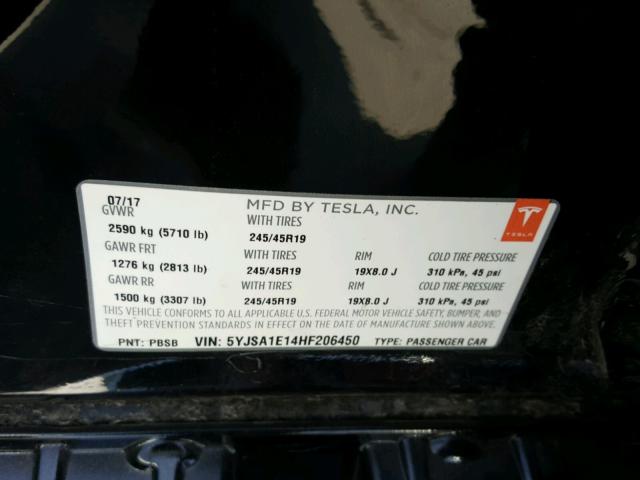 07/17 MFD BY TESLA, INC.
GVWR WITH TIRES
2590 kg (5710 lb) 245/45R19
GAWR FRT WITH TIRES RIM COLD TIRE PRESSURE
1276 kg (2813 lb) 245/45R19 19X8.0 J 310 kPa, 45 psi
GAWR RR WITH TIRES RIM COLD TIRE PRESSURE
1500 kg (3307 lb) 245/45R19 19X8.0 J 310 kPa, 45 psi
THIS VEHICLE CONFORMS TO ALL APPLICABLE U.S. FEDERAL MOTOR VEHICLE SAFETY, BUMPER, AND
THEFT PREVENTION STANDARDS IN EFFECT ON THE DATE OF MANUFACTURE SHOWN ABOVE.
PNT: PBSB VIN: 5YJSA1E14HF206450 TYPE: PASSENGER CAR
TESLA